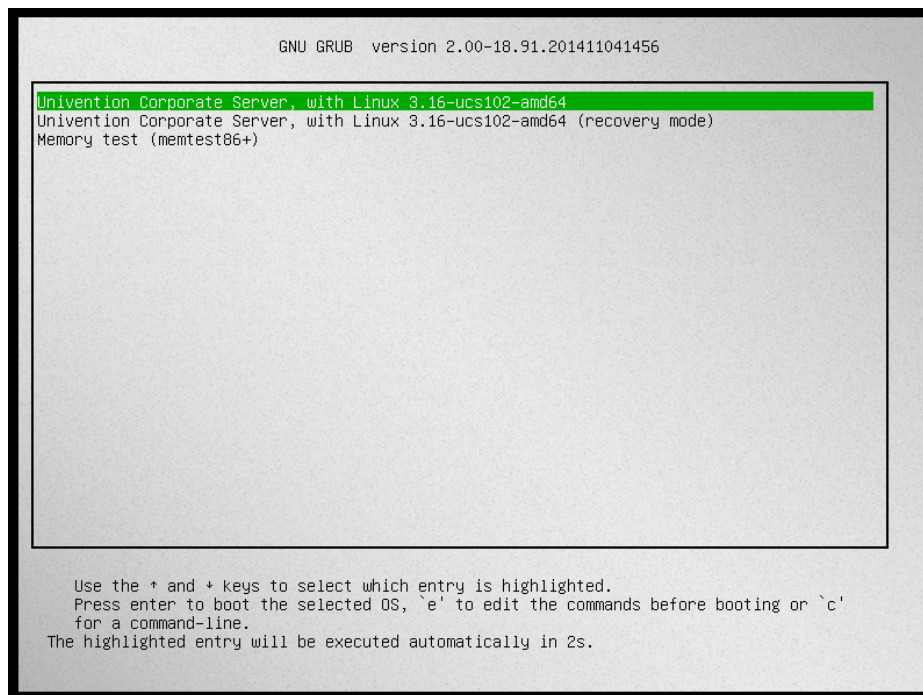 GNU GRUB  version 2.00-18.91.201411041456
Univention Corporate Server, with Linux 3.16-ucs102-amd64
Univention Corporate Server, with Linux 3.16-ucs102-amd64 (recovery mode)
Memory test (memtest86+)
Use the ↑ and ↓ keys to select which entry is highlighted.
Press enter to boot the selected OS, `e' to edit the commands before booting or `c'
for a command-line.
The highlighted entry will be executed automatically in 2s.